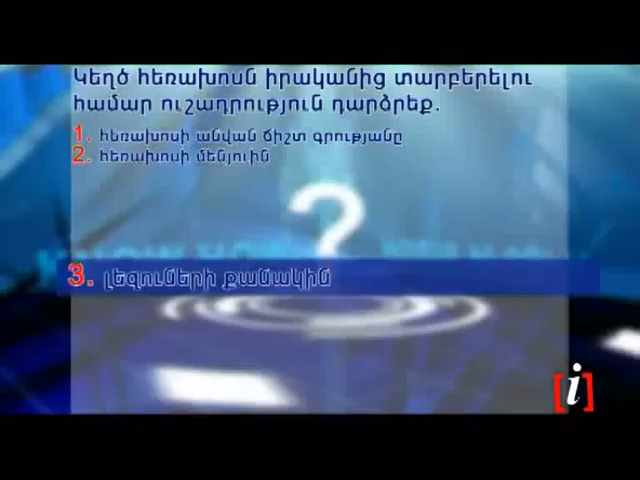 Կեղծ հեռախոսն իրականից տարբերելու
համար ուշադրություն դարձրեք.
1. հեռախոսի անվան ճիշտ գրությանը
2. հեռախոսի մենյուին
3. լեզուների քանակին
[i]